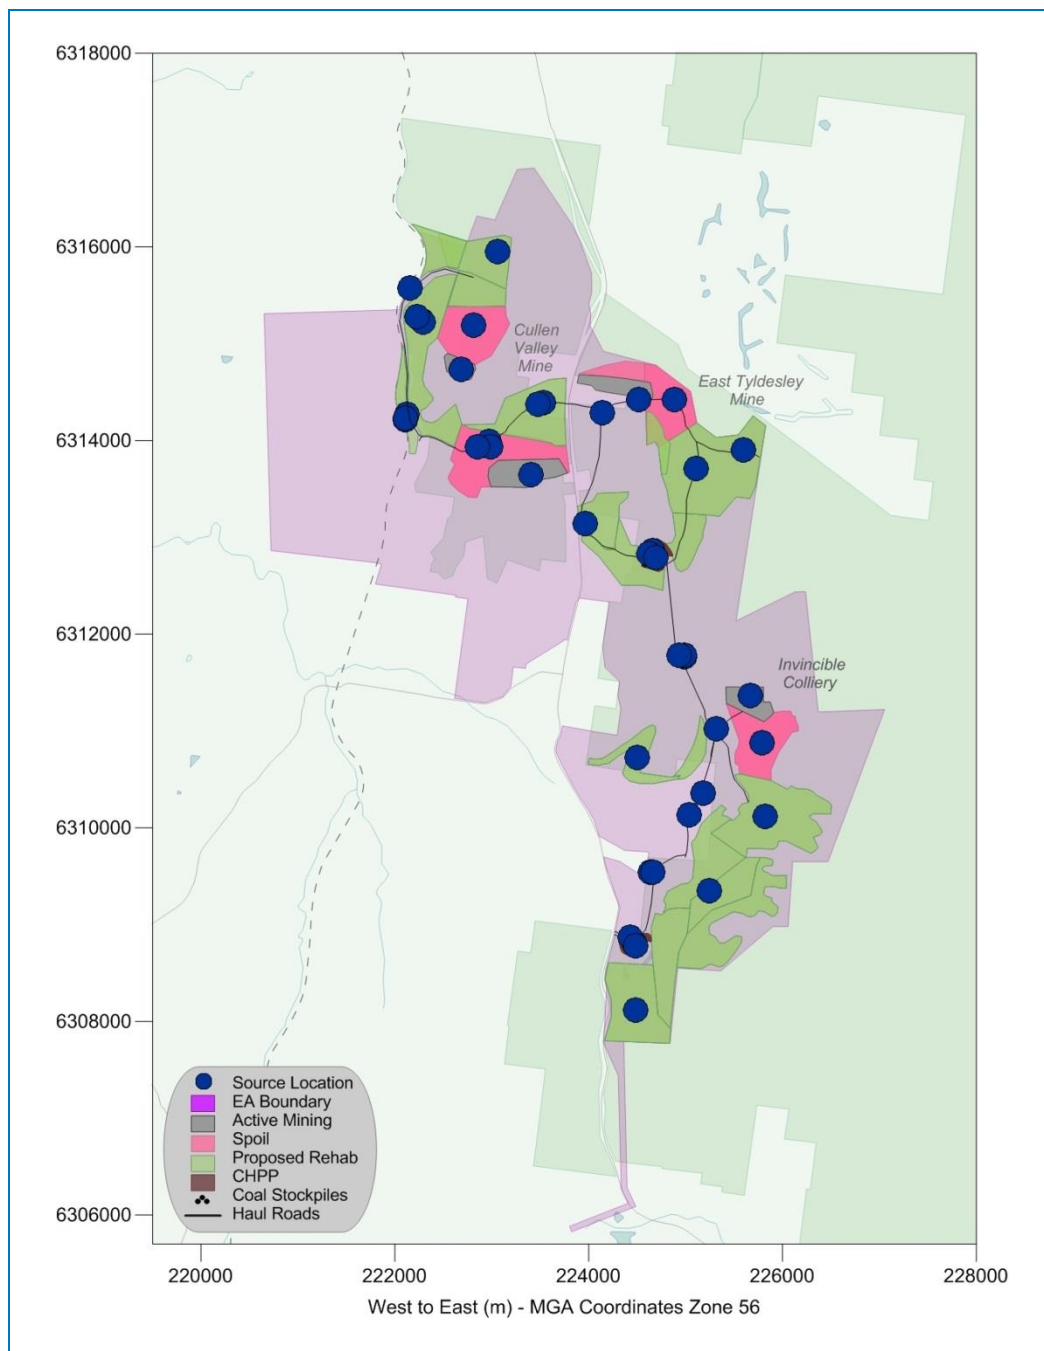 6318000
6316000
Cullen
Valley
Mine
East Tyldesley
Mine
6314000
6312000
Invincible
Colliery
6310000
6308000
Source Location
EA Boundary
Active Mining
Spoil
Proposed Rehab
CHPP
Coal Stockpiles
Haul Roads
6306000
220000 222000 224000 226000 228000
West to East (m) - MGA Coordinates Zone 56